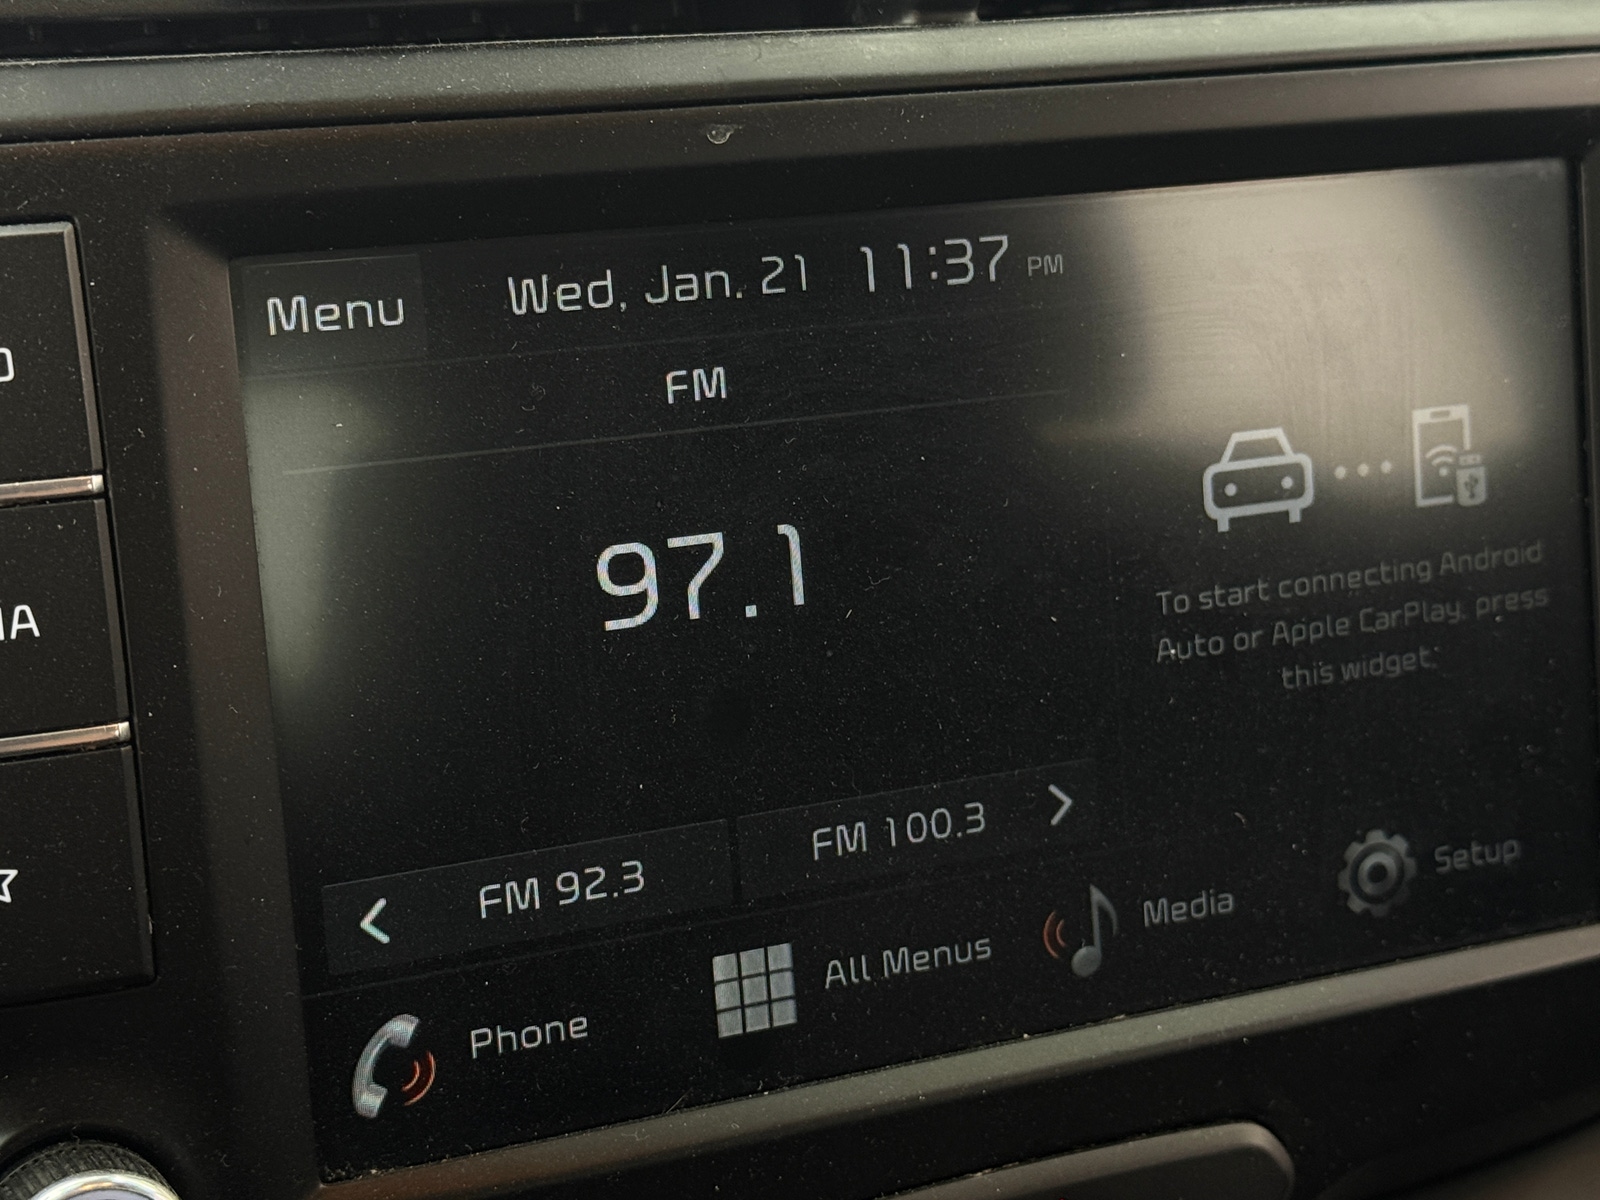 Menu
Wed, Jan. 21 11:37 PM
FM
97.1
To start connecting Android
Auto or Apple CarPlay, press
this widget.
FM 92.3
FM 100.3
Phone
All Menus
Media
Setup